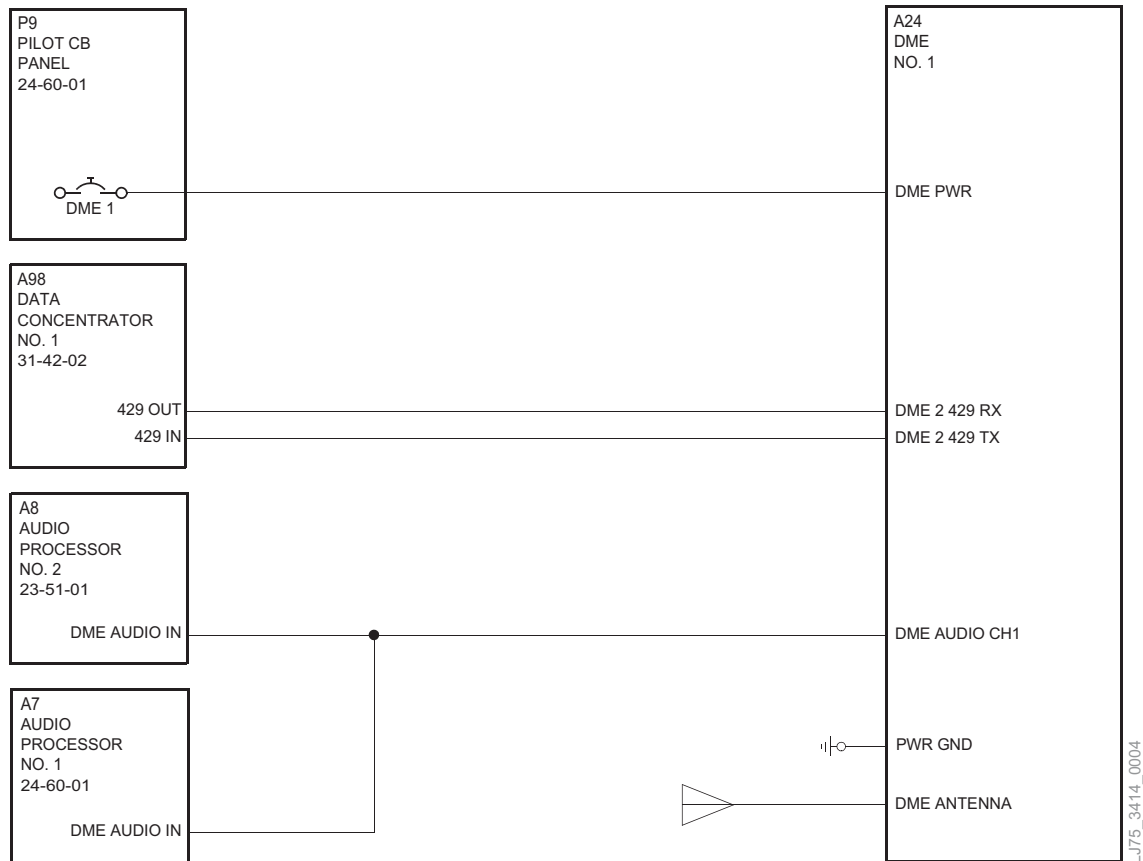 P9
PILOT CB
PANEL
24-60-01
DME 1
A98
DATA
CONCENTRATOR
NO. 1
31-42-02
429 OUT
429 IN
A8
AUDIO
PROCESSOR
NO. 2
23-51-01
DME AUDIO IN
A7
AUDIO
PROCESSOR
NO. 1
24-60-01
DME AUDIO IN
A24
DME
NO. 1
DME PWR
DME 2 429 RX
DME 2 429 TX
DME AUDIO CH1
PWR GND
DME ANTENNA
_J75_3414_0004